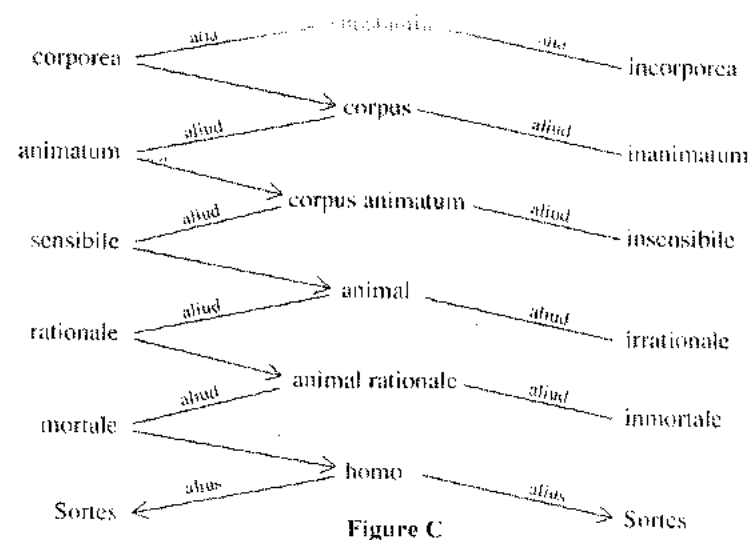 alia alia
corporea incorporea
corpus
aliud aliud
animatum inanimatum
corpus animatum
aliud aliud
sensibile insensibile
animal
aliud aliud
rationale irrationale
animal rationale
aliud aliud
mortale inmortale
homo
alius alius
Sortes Sortes
Figure C